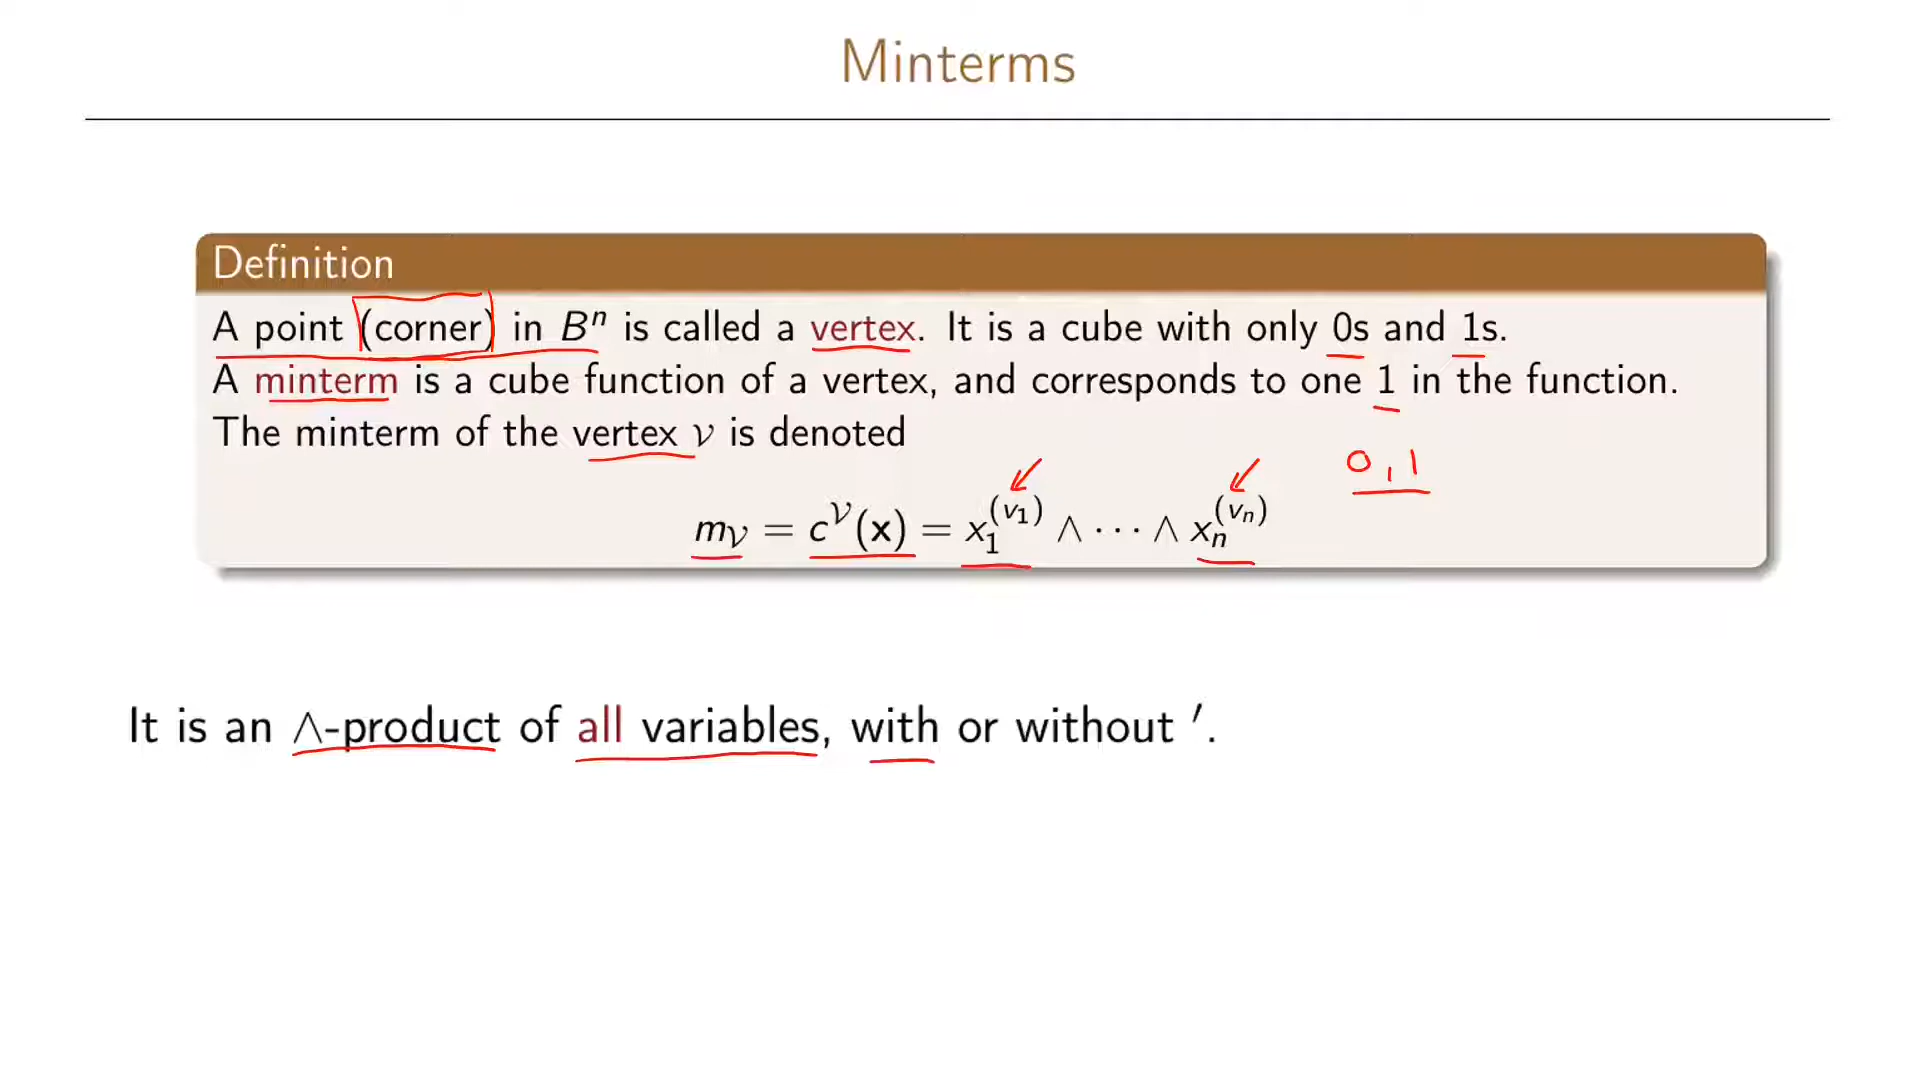 Minterms
Definition
A point (corner) in Bⁿ is called a vertex. It is a cube with only 0s and 1s.
A minterm is a cube function of a vertex, and corresponds to one 1 in the function.
The minterm of the vertex 𝒱 is denoted
0,1
m_𝒱 = c^𝒱(𝐱) = x₁^(v₁) ∧ ⋯ ∧ xₙ^(vₙ)
It is an ∧-product of all variables, with or without ′.